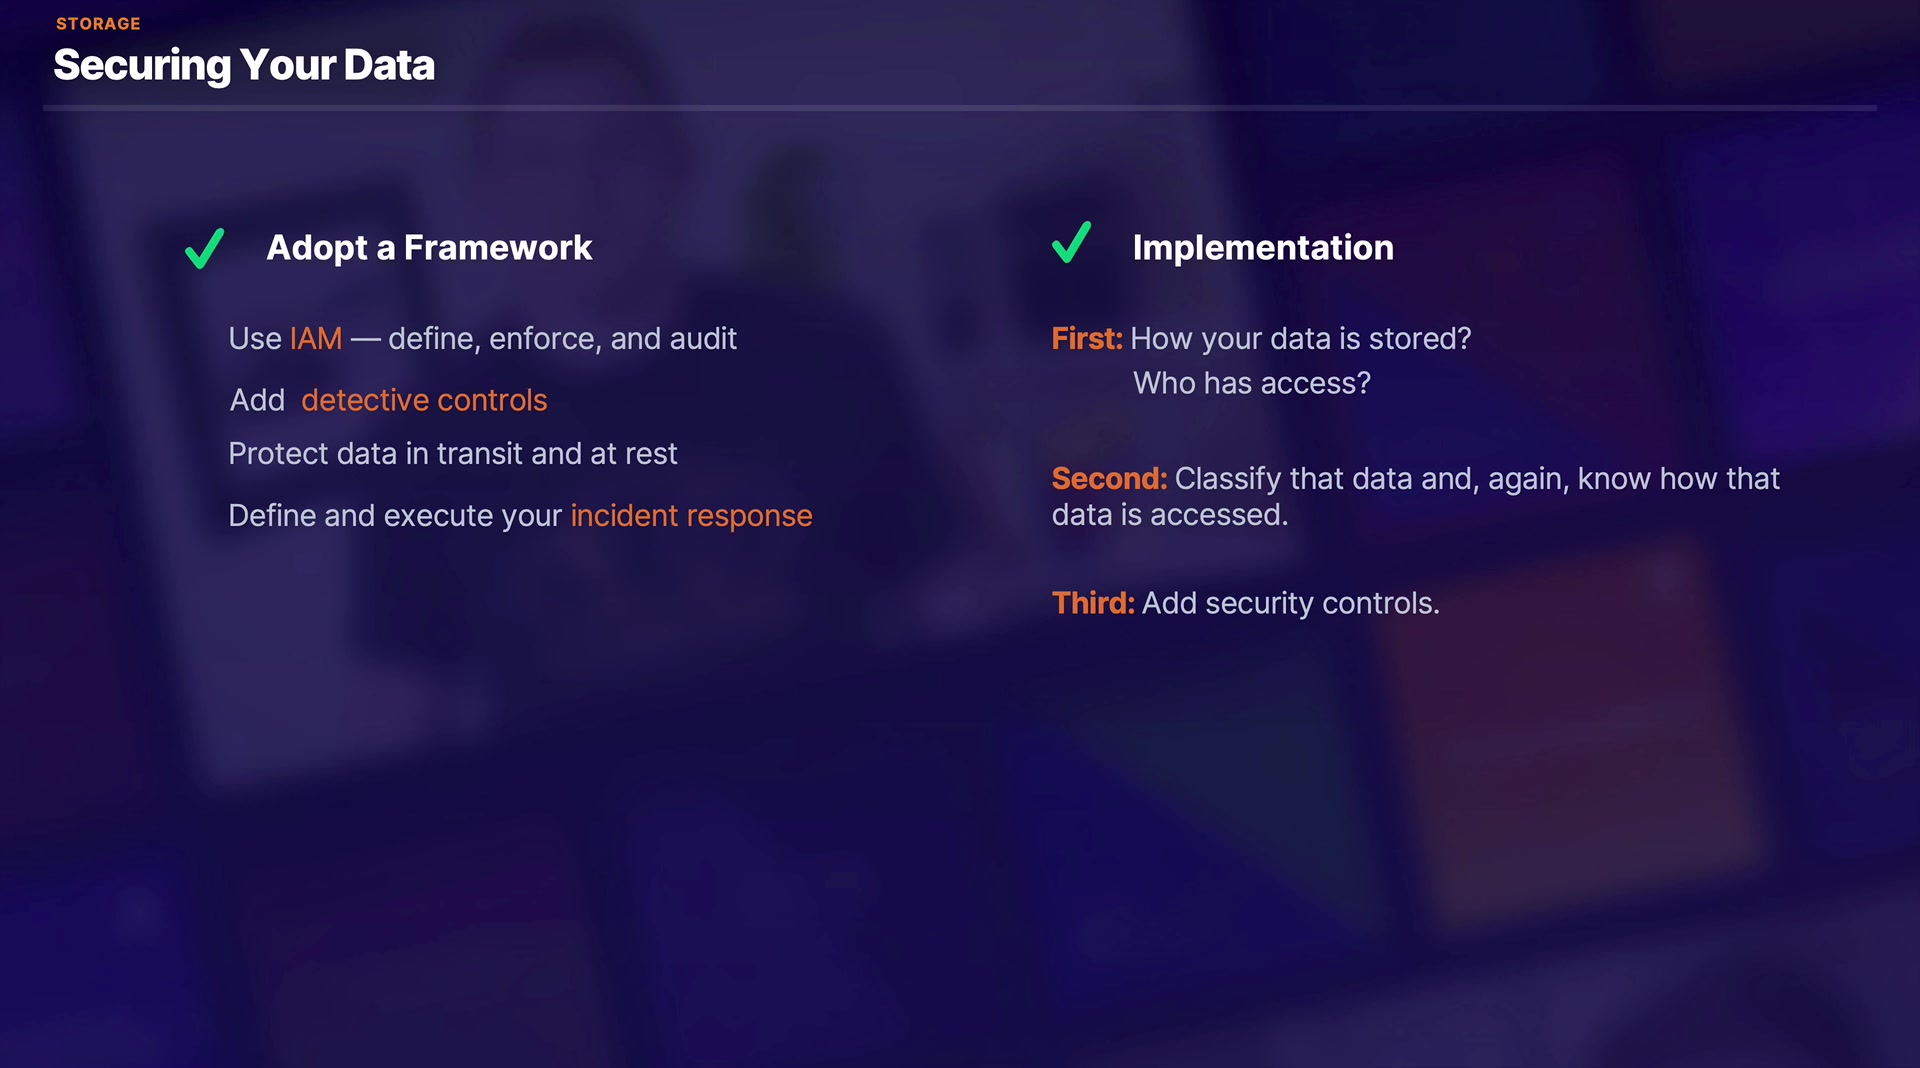 STORAGE
Securing Your Data
Adopt a Framework
Use IAM — define, enforce, and audit
Add detective controls
Protect data in transit and at rest
Define and execute your incident response
Implementation
First: How your data is stored?
Who has access?
Second: Classify that data and, again, know how that
data is accessed.
Third: Add security controls.